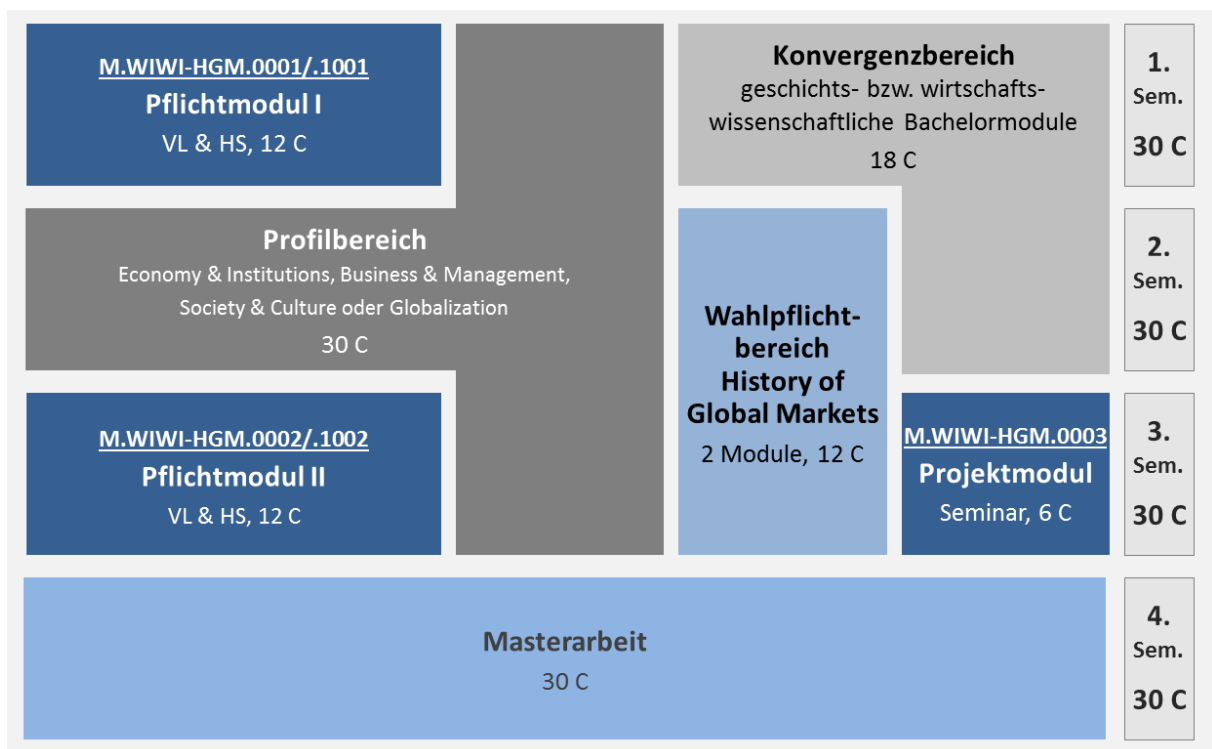 M.WIWI-HGM.0001/.1001
Pflichtmodul I
VL & HS, 12 C
Konvergenzbereich
geschichts- bzw. wirtschafts-
wissenschaftliche Bachelormodule
18 C
1.
Sem.
30 C
Profilbereich
Economy & Institutions, Business & Management,
Society & Culture oder Globalization
30 C
2.
Sem.
30 C
Wahlpflicht-
bereich
History of
Global Markets
2 Module, 12 C
M.WIWI-HGM.0002/.1002
Pflichtmodul II
VL & HS, 12 C
M.WIWI-HGM.0003
Projektmodul
Seminar, 6 C
3.
Sem.
30 C
Masterarbeit
30 C
4.
Sem.
30 C